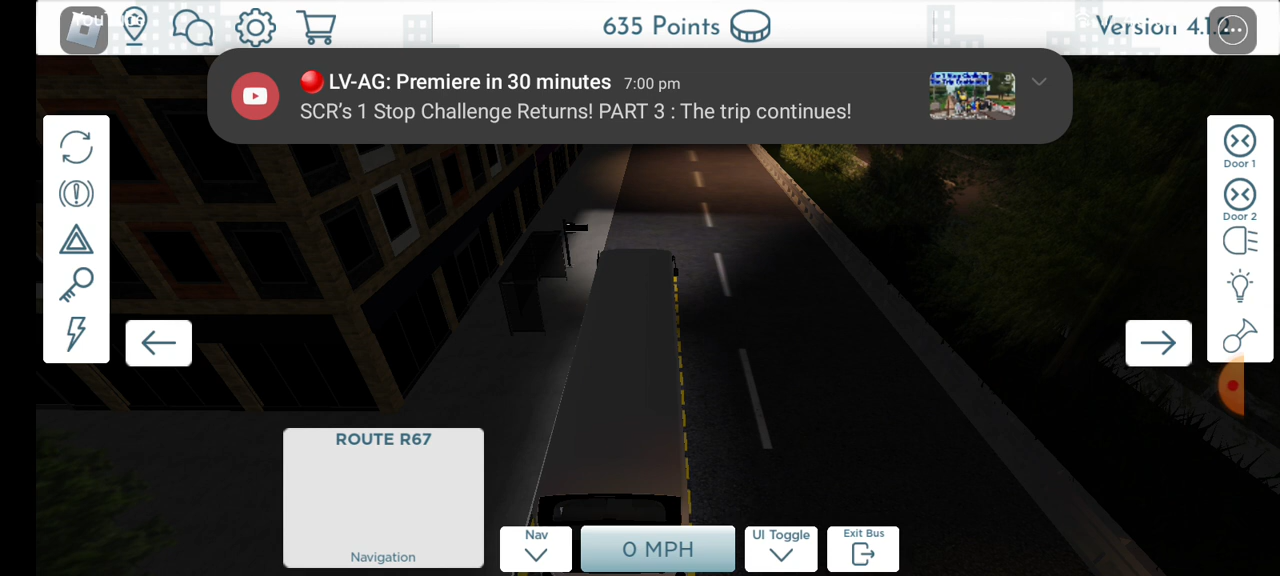 YouTube
635 Points
Version 4.1.2
LV-AG: Premiere in 30 minutes 7:00 pm
SCR’s 1 Stop Challenge Returns! PART 3 : The trip continues!
Door 1
Door 2
ROUTE R67
Navigation
Nav
0 MPH
UI Toggle
Exit Bus